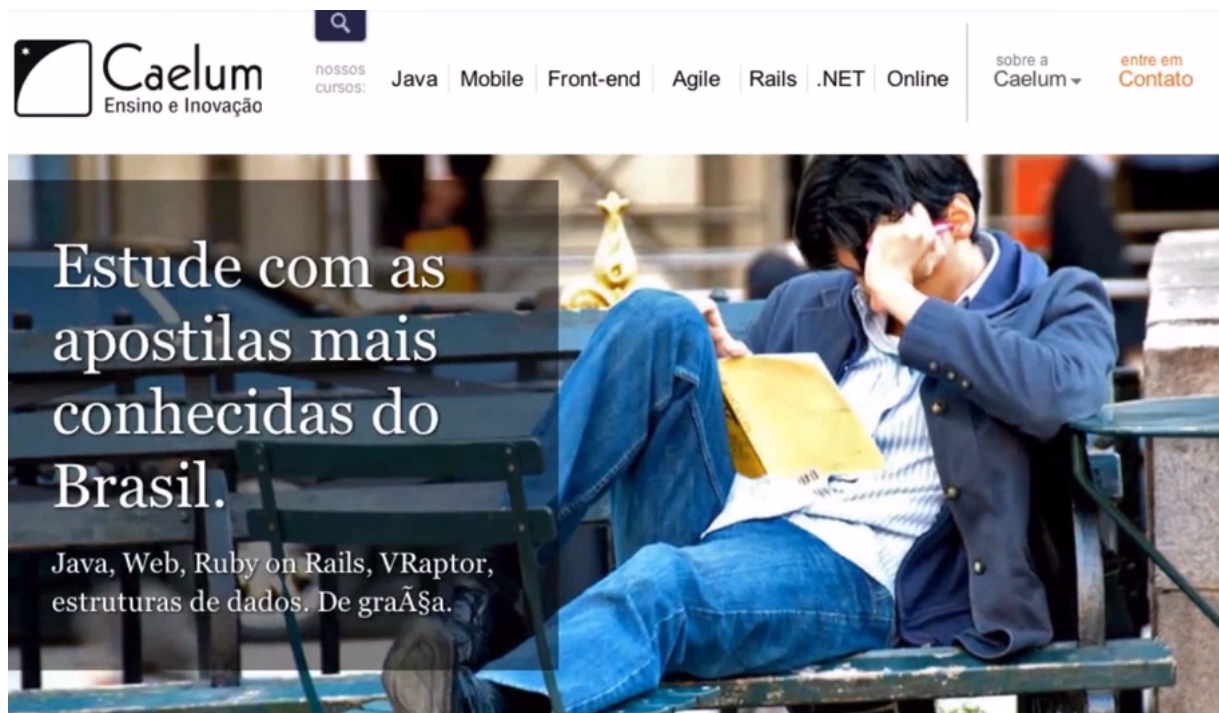 Caelum
Ensino e Inovação
nossos
cursos:
Java
Mobile
Front-end
Agile
Rails
.NET
Online
sobre a
Caelum
entre em
Contato
Estude com as
apostilas mais
conhecidas do
Brasil.
Java, Web, Ruby on Rails, VRaptor,
estruturas de dados. De graÃ§a.